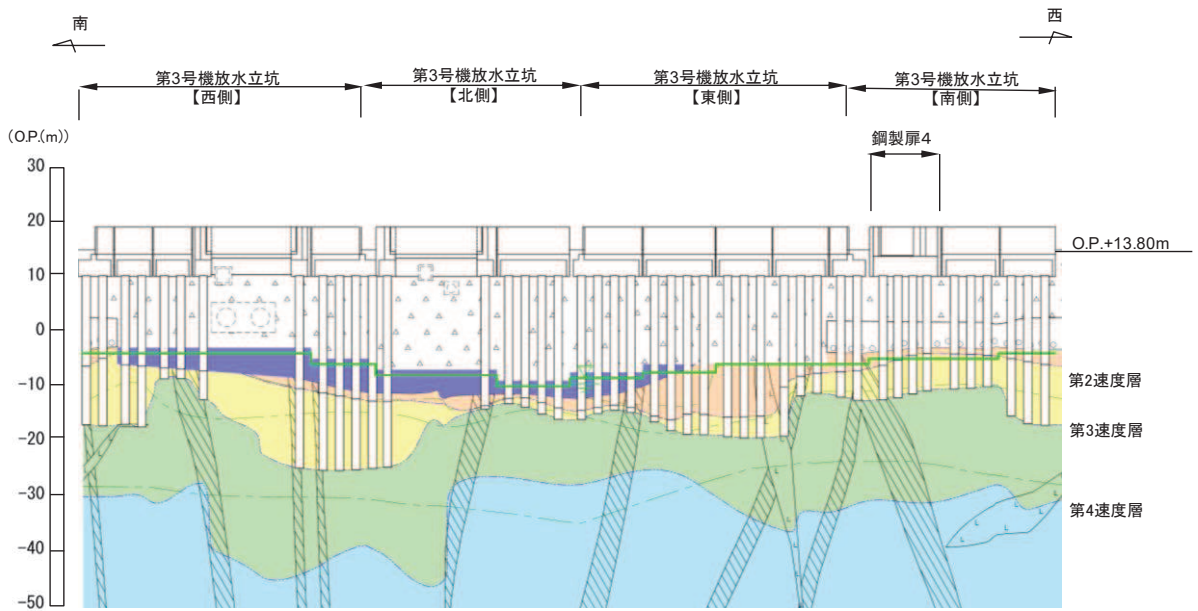 南
西
第3号機放水立坑
【西側】
第3号機放水立坑
【北側】
第3号機放水立坑
【東側】
第3号機放水立坑
【南側】
(O.P.(m))
鋼製扉4
30
20
10
0
-10
-20
-30
-40
-50
O.P.+13.80m
第2速度層
第3速度層
第4速度層